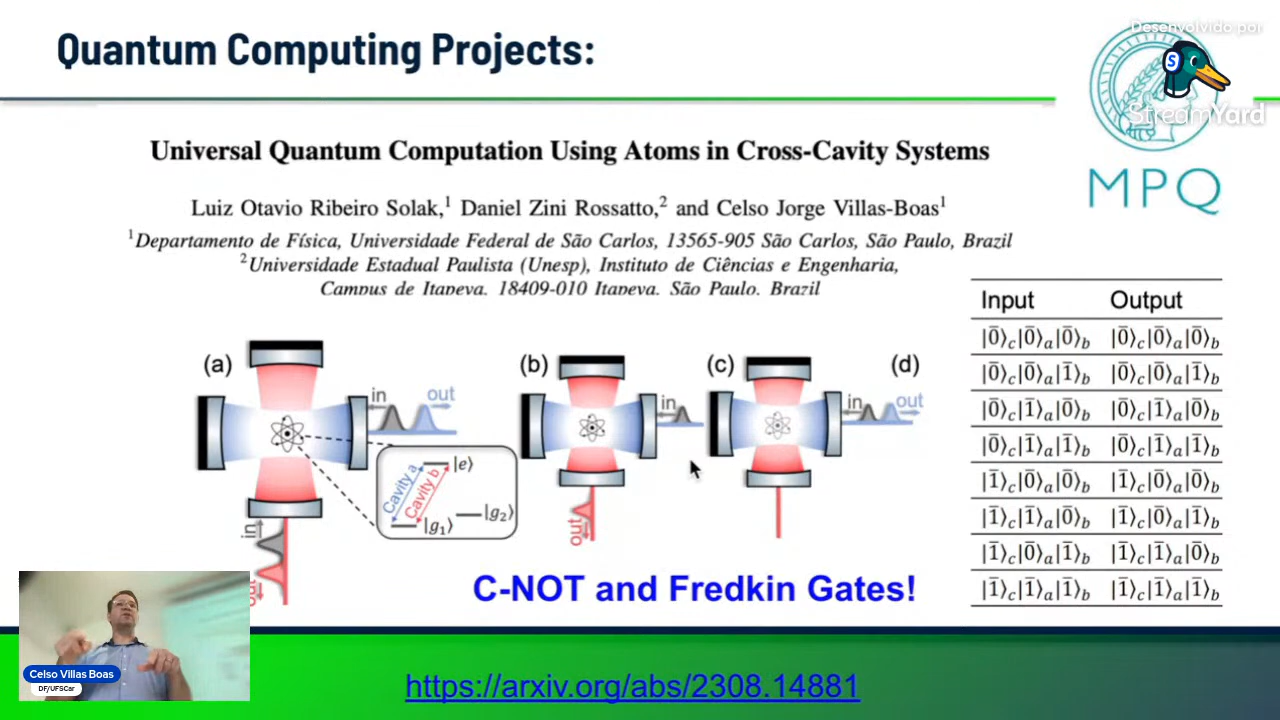 Quantum Computing Projects:
Desenvolvido por
StreamYard
MPQ
Universal Quantum Computation Using Atoms in Cross-Cavity Systems
Luiz Otavio Ribeiro Solak,¹ Daniel Zini Rossatto,² and Celso Jorge Villas-Boas¹
¹Departamento de Física, Universidade Federal de São Carlos, 13565-905 São Carlos, São Paulo, Brazil
²Universidade Estadual Paulista (Unesp), Instituto de Ciências e Engenharia,
Campus de Itapeva, 18409-010 Itapeva, São Paulo, Brazil
(a)
in
out
Cavity a
Cavity b
|e⟩
|g₁⟩
|g₂⟩
in
out
(b)
in
out
(c)
(d)
in
out
Input Output
|0̄⟩c|0̄⟩a|0̄⟩b |0̄⟩c|0̄⟩a|0̄⟩b
|0̄⟩c|0̄⟩a|1̄⟩b |0̄⟩c|0̄⟩a|1̄⟩b
|0̄⟩c|1̄⟩a|0̄⟩b |0̄⟩c|1̄⟩a|0̄⟩b
|0̄⟩c|1̄⟩a|1̄⟩b |0̄⟩c|1̄⟩a|1̄⟩b
|1̄⟩c|0̄⟩a|0̄⟩b |1̄⟩c|0̄⟩a|0̄⟩b
|1̄⟩c|1̄⟩a|0̄⟩b |1̄⟩c|0̄⟩a|1̄⟩b
|1̄⟩c|0̄⟩a|1̄⟩b |1̄⟩c|1̄⟩a|0̄⟩b
|1̄⟩c|1̄⟩a|1̄⟩b |1̄⟩c|1̄⟩a|1̄⟩b
C-NOT and Fredkin Gates!
Celso Villas Boas
DF/UFSCar
https://arxiv.org/abs/2308.14881